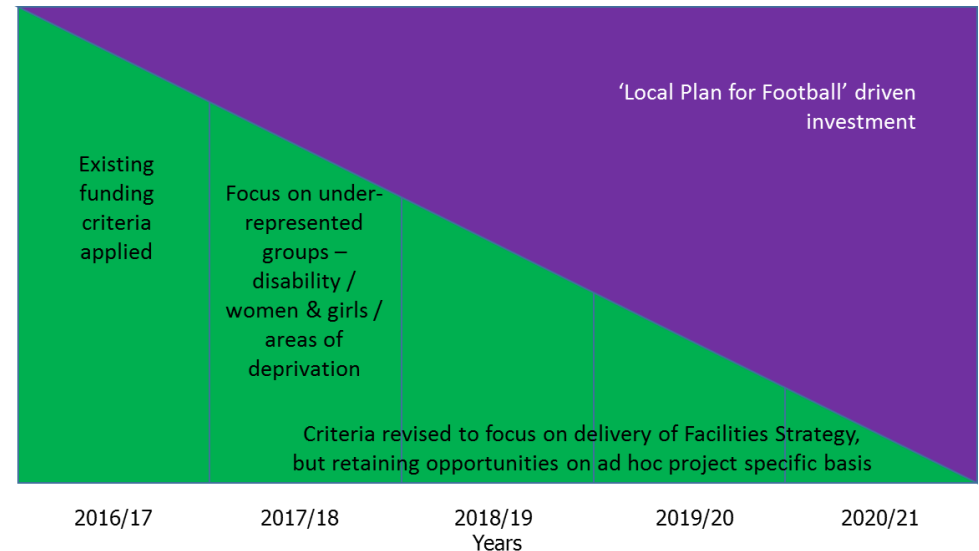 ‘Local Plan for Football’ driven
investment
Existing
funding
criteria
applied
Focus on under-
represented
groups –
disability /
women & girls /
areas of
deprivation
Criteria revised to focus on delivery of Facilities Strategy,
but retaining opportunities on ad hoc project specific basis
2016/17
2017/18
2018/19
2019/20
2020/21
Years